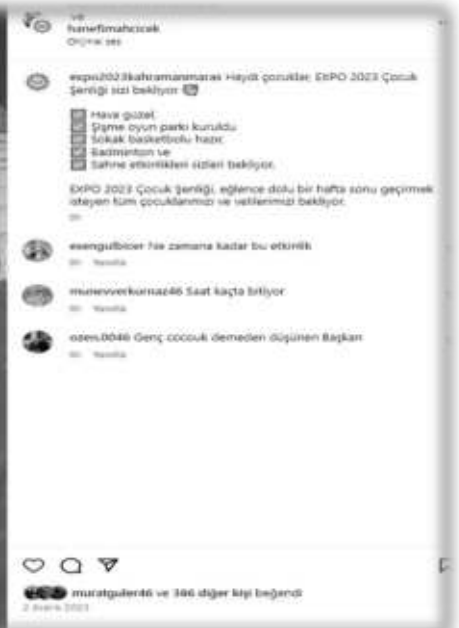 ve
hanefimahcicek
Orijinal ses
expo2023kahramanmaras Haydi çocuklar, EXPO 2023 Çocuk
Şenliği sizi bekliyor
Hava güzel
Şişme oyun parkı kuruldu
Sokak basketbolu hazır,
Badminton ve
Sahne etkinlikleri sizleri bekliyor.
EXPO 2023 Çocuk Şenliği, eğlence dolu bir hafta sonu geçirmek
isteyen tüm çocuklarımızı ve velilerimizi bekliyor.
esengulbicer Ne zamana kadar bu etkinlik
Yanıtla
munevverkurnaz46 Saat kaçta bitiyor
Yanıtla
ozens.0046 Genç cocouk demeden düşünen Başkan
Yanıtla
muratguler46 ve 386 diğer kişi beğendi
2 Aralık 2023